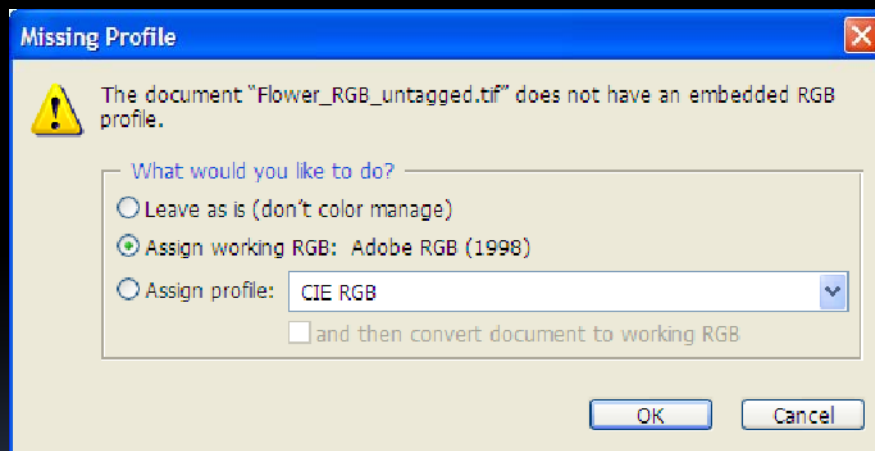 Missing Profile
The document “Flower_RGB_untagged.tif” does not have an embedded RGB
profile.
What would you like to do?
Leave as is (don’t color manage)
Assign working RGB: Adobe RGB (1998)
Assign profile: CIE RGB
and then convert document to working RGB
OK Cancel